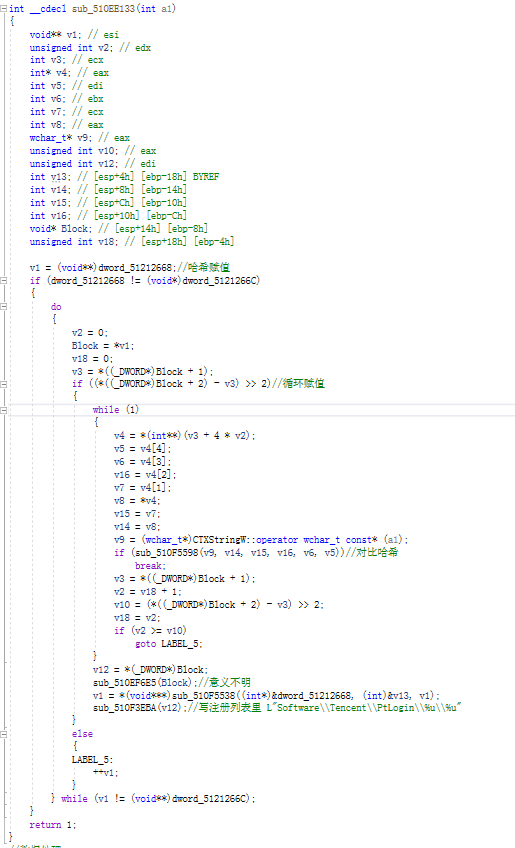 int __cdecl sub_510EE133(int a1)
{
void** v1; // esi
unsigned int v2; // edx
int v3; // ecx
int* v4; // eax
int v5; // edi
int v6; // ebx
int v7; // ecx
int v8; // eax
wchar_t* v9; // eax
unsigned int v10; // eax
unsigned int v12; // edi
int v13; // [esp+4h] [ebp-18h] BYREF
int v14; // [esp+8h] [ebp-14h]
int v15; // [esp+Ch] [ebp-10h]
int v16; // [esp+10h] [ebp-Ch]
void* Block; // [esp+14h] [ebp-8h]
unsigned int v18; // [esp+18h] [ebp-4h]
v1 = (void**)dword_51212668;//哈希赋值
if (dword_51212668 != (void*)dword_5121266C)
{
do
{
v2 = 0;
Block = *v1;
v18 = 0;
v3 = *((_DWORD*)Block + 1);
if ((*((_DWORD*)Block + 2) - v3) >> 2)//循环赋值
{
while (1)
{
v4 = *(int**)(v3 + 4 * v2);
v5 = v4[4];
v6 = v4[3];
v16 = v4[2];
v7 = v4[1];
v8 = *v4;
v15 = v7;
v14 = v8;
v9 = (wchar_t*)CTXStringW::operator wchar_t const* (a1);
if (sub_510F5598(v9, v14, v15, v16, v6, v5))//对比哈希
break;
v3 = *((_DWORD*)Block + 1);
v2 = v18 + 1;
v10 = (*((_DWORD*)Block + 2) - v3) >> 2;
v18 = v2;
if (v2 >= v10)
goto LABEL_5;
}
v12 = *(_DWORD*)Block;
sub_510EF6E5(Block);//意义不明
v1 = *(void***)sub_510F5538((int*)&dword_51212668, (int)&v13, v1);
sub_510F3EBA(v12);//写注册列表里 L"Software\\Tencent\\PtLogin\\%u\\%u"
}
else
{
LABEL_5:
++v1;
}
} while (v1 != (void**)dword_5121266C);
}
return 1;
}